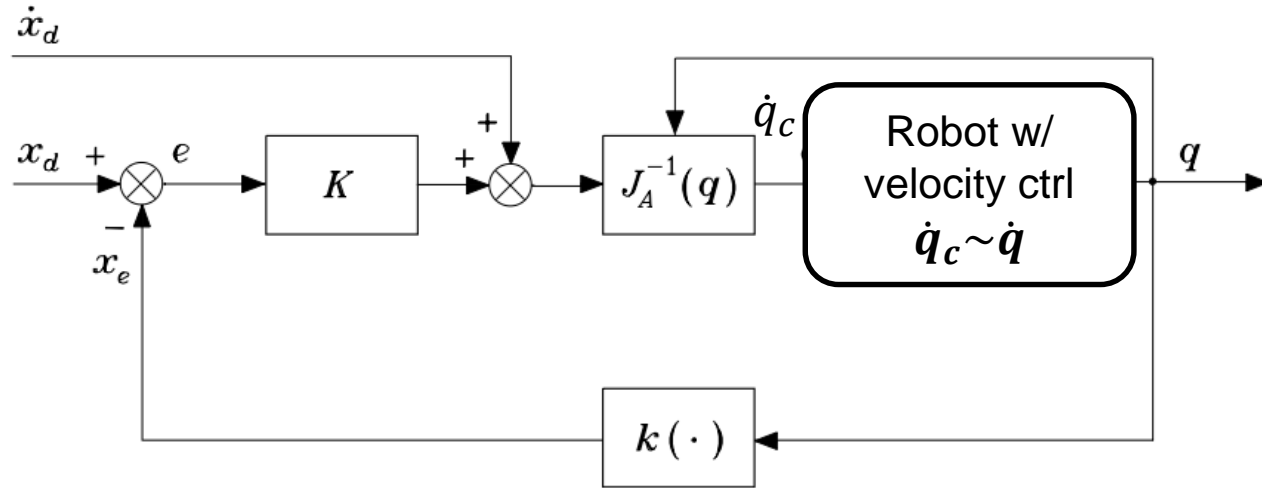 ẋ_d
x_d + e
K
+
+
J_A^{-1}(q)
q̇_c
Robot w/
velocity ctrl
q̇_c~q̇
q
−
x_e
k(·)